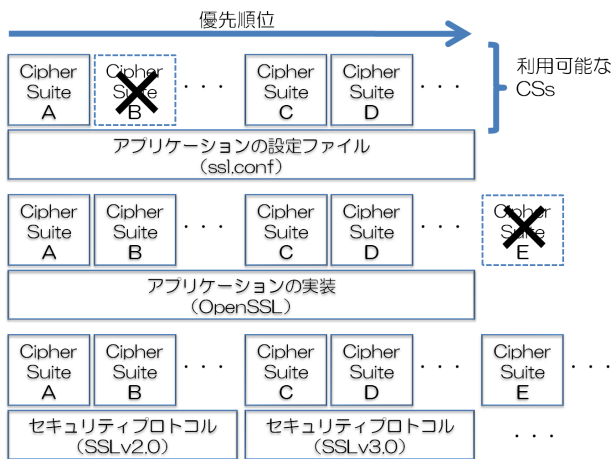 優先順位
利用可能な
CSs
Cipher Suite A
Cipher Suite B
・・・
Cipher Suite C
Cipher Suite D
・・・
アプリケーションの設定ファイル
(ssl.conf)
Cipher Suite A
Cipher Suite B
・・・
Cipher Suite C
Cipher Suite D
・・・
Cipher Suite E
アプリケーションの実装
(OpenSSL)
Cipher Suite A
Cipher Suite B
・・・
Cipher Suite C
Cipher Suite D
・・・
Cipher Suite E
・・・
セキュリティプロトコル
(SSLv2.0)
セキュリティプロトコル
(SSLv3.0)
・・・